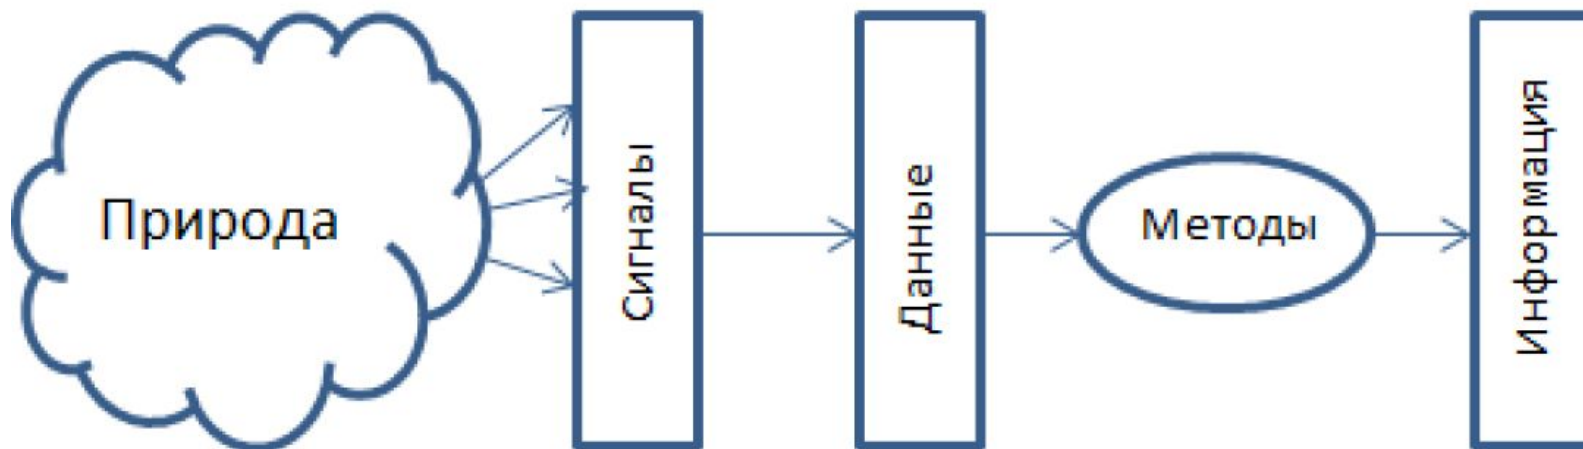 Природа
Сигналы
Данные
Методы
Информация